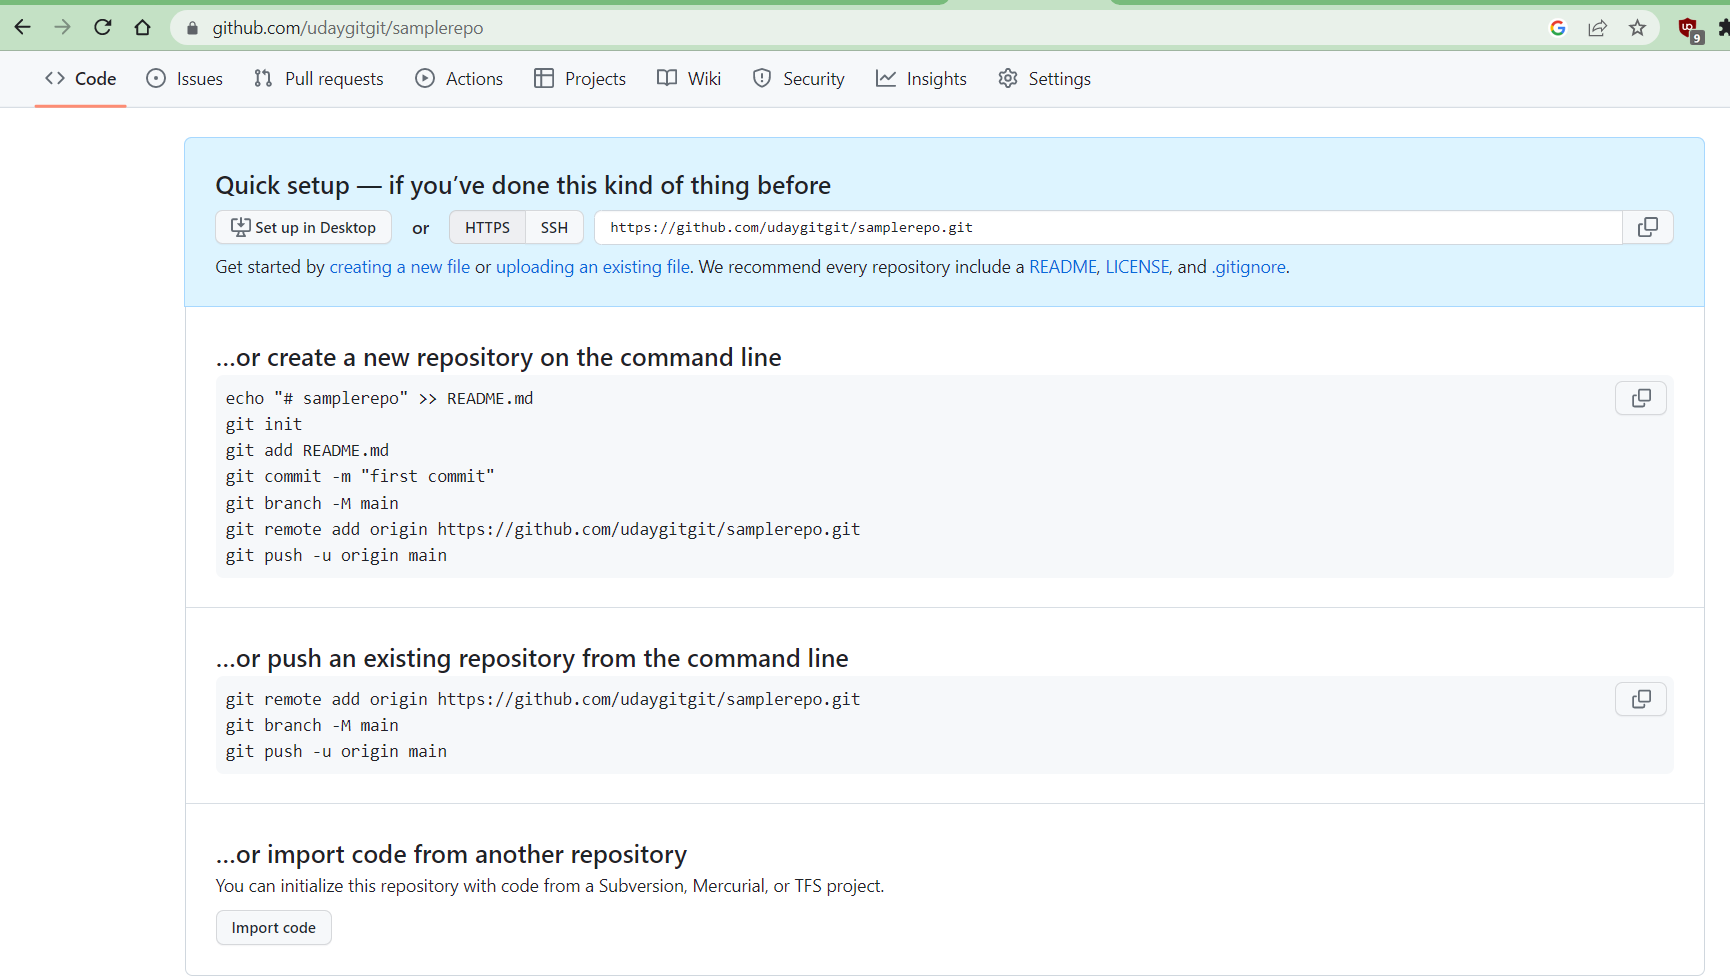 github.com/udaygitgit/samplerepo
9
Code Issues Pull requests Actions Projects Wiki Security Insights Settings
Quick setup — if you’ve done this kind of thing before
Set up in Desktop or HTTPS SSH https://github.com/udaygitgit/samplerepo.git
Get started by creating a new file or uploading an existing file. We recommend every repository include a README, LICENSE, and .gitignore.
…or create a new repository on the command line
echo "# samplerepo" >> README.md
git init
git add README.md
git commit -m "first commit"
git branch -M main
git remote add origin https://github.com/udaygitgit/samplerepo.git
git push -u origin main
…or push an existing repository from the command line
git remote add origin https://github.com/udaygitgit/samplerepo.git
git branch -M main
git push -u origin main
…or import code from another repository
You can initialize this repository with code from a Subversion, Mercurial, or TFS project.
Import code